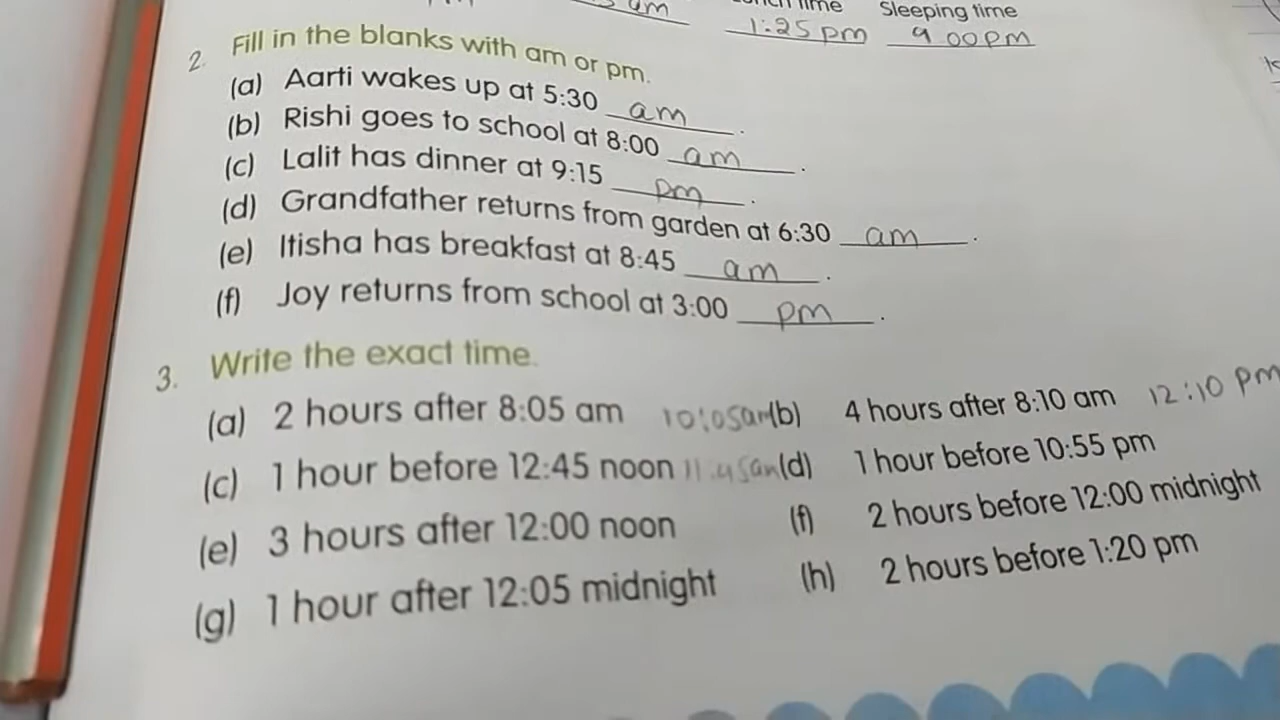 Sleeping time
1:25 pm 9 00 pm
2. Fill in the blanks with am or pm.
(a) Aarti wakes up at 5:30 am.
(b) Rishi goes to school at 8:00 am.
(c) Lalit has dinner at 9:15 pm.
(d) Grandfather returns from garden at 6:30 am.
(e) Itisha has breakfast at 8:45 am.
(f) Joy returns from school at 3:00 pm.
3. Write the exact time.
(a) 2 hours after 8:05 am 10:05am (b) 4 hours after 8:10 am 12:10 pm
(c) 1 hour before 12:45 noon 11:45am (d) 1 hour before 10:55 pm
(e) 3 hours after 12:00 noon (f) 2 hours before 12:00 midnight
(g) 1 hour after 12:05 midnight (h) 2 hours before 1:20 pm